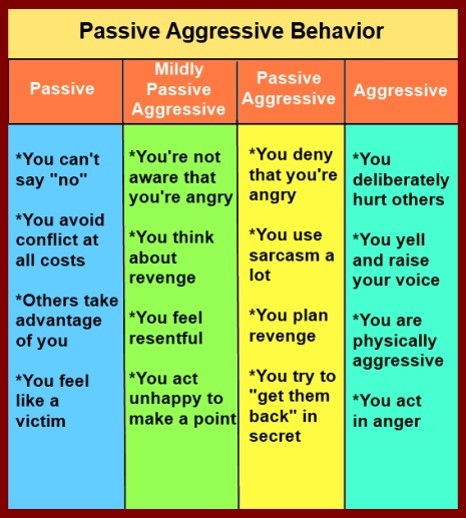 Passive Aggressive Behavior
Passive
Mildly
Passive
Aggressive
Passive
Aggressive
Aggressive
*You can't
say "no"
*You avoid
conflict at
all costs
*Others take
advantage
of you
*You feel
like a
victim
*You're not
aware that
you're angry
*You think
about
revenge
*You feel
resentful
*You act
unhappy to
make a point
*You deny
that you're
angry
*You use
sarcasm a
lot
*You plan
revenge
*You try to
"get them
back" in
secret
*You
deliberately
hurt others
*You yell
and raise
your voice
*You are
physically
aggressive
*You act
in anger